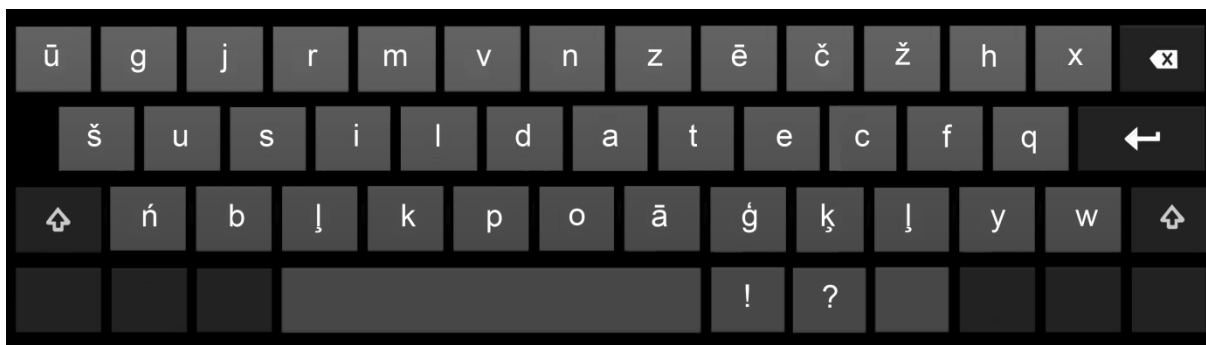 ū g j r m v n z ē č ž h x
š u s i l d a t e c f q
ń b ļ k p o ā ģ ķ ļ y w
! ?